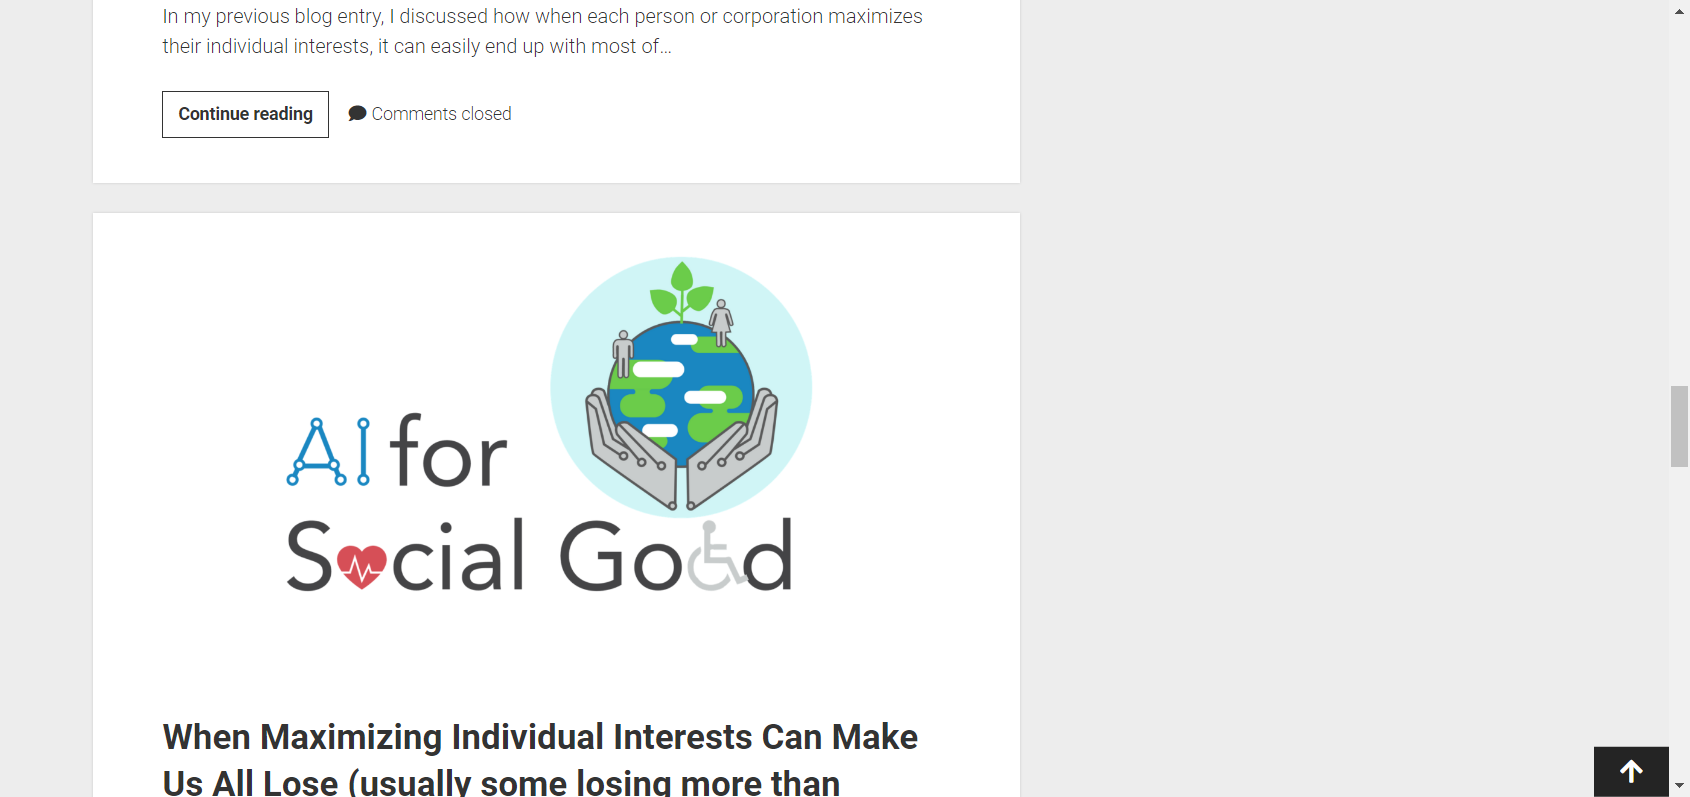 In my previous blog entry, I discussed how when each person or corporation maximizes
their individual interests, it can easily end up with most of...
Continue reading
Comments closed
AI for
Social Good
When Maximizing Individual Interests Can Make
Us All Lose (usually some losing more than